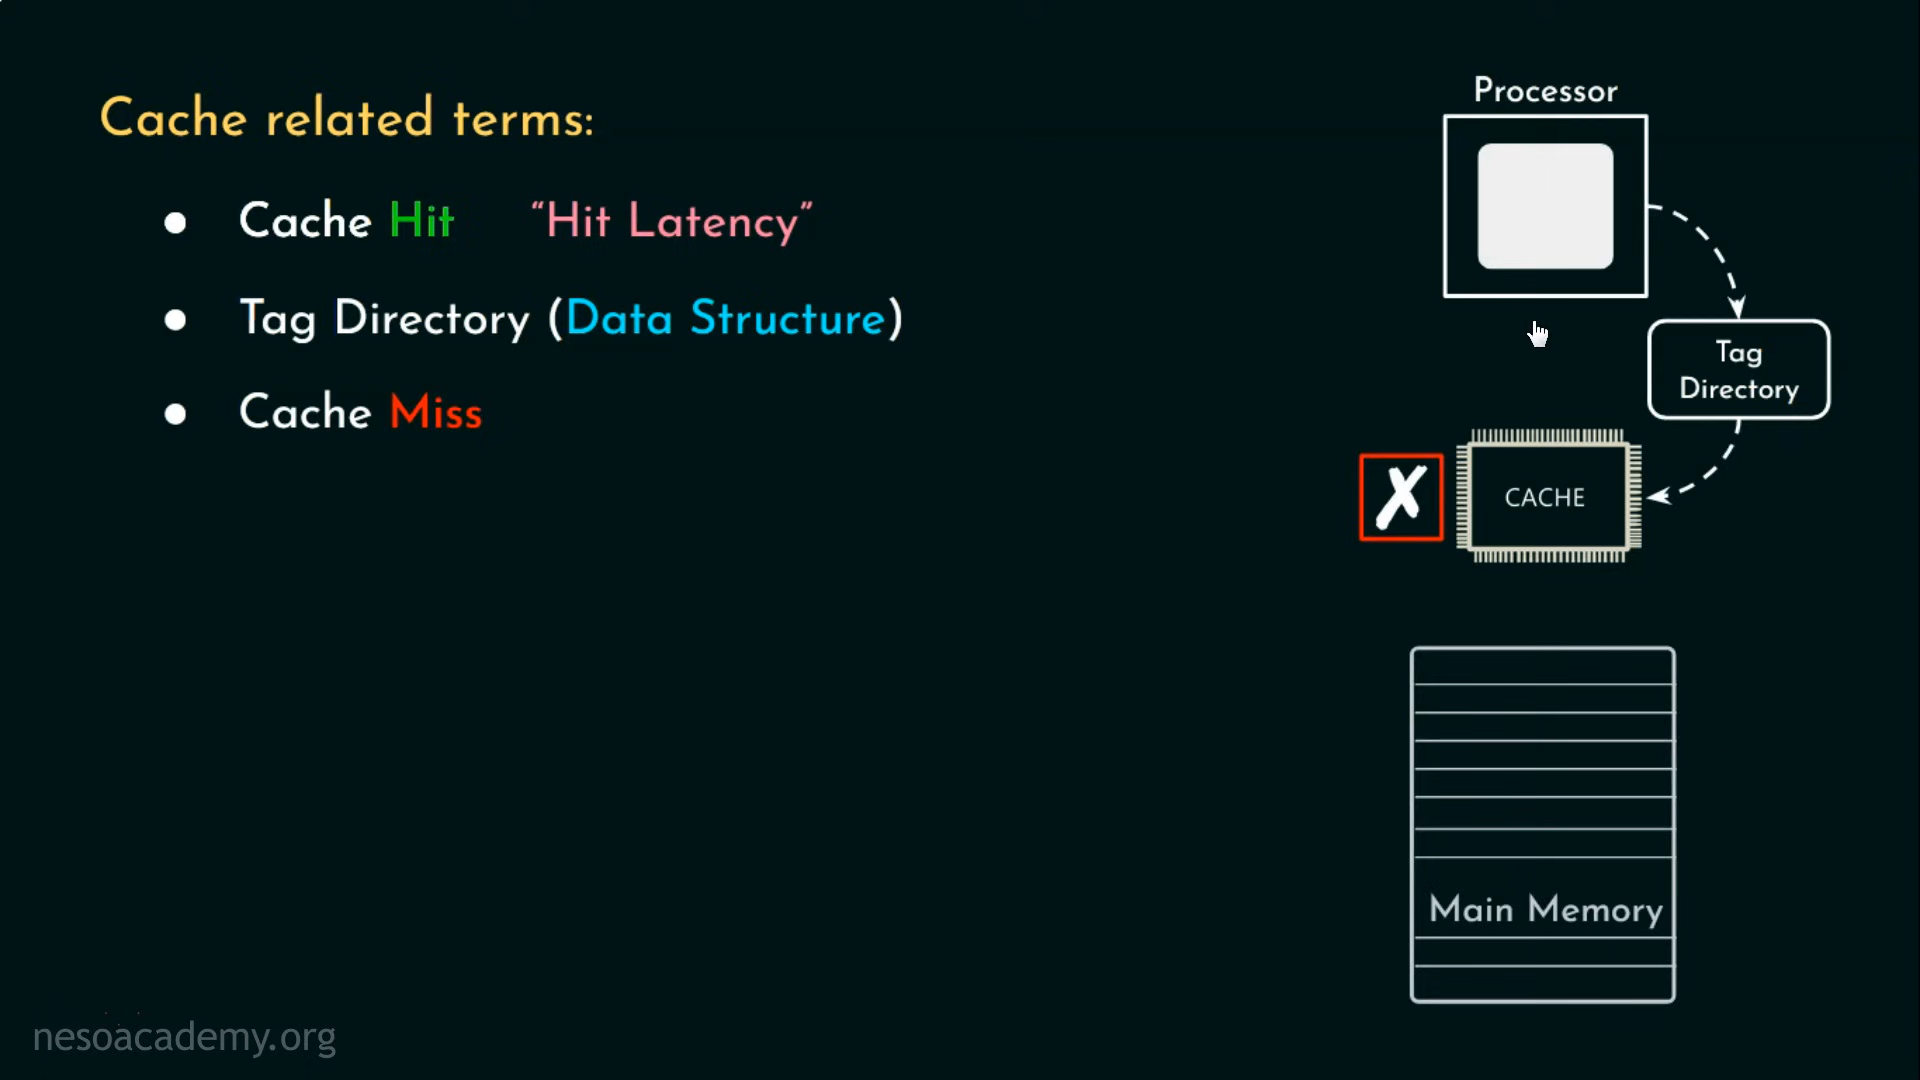 Cache related terms:
● Cache Hit “Hit Latency”
● Tag Directory (Data Structure)
● Cache Miss
Processor
Tag
Directory
✗
CACHE
Main Memory
nesoacademy.org